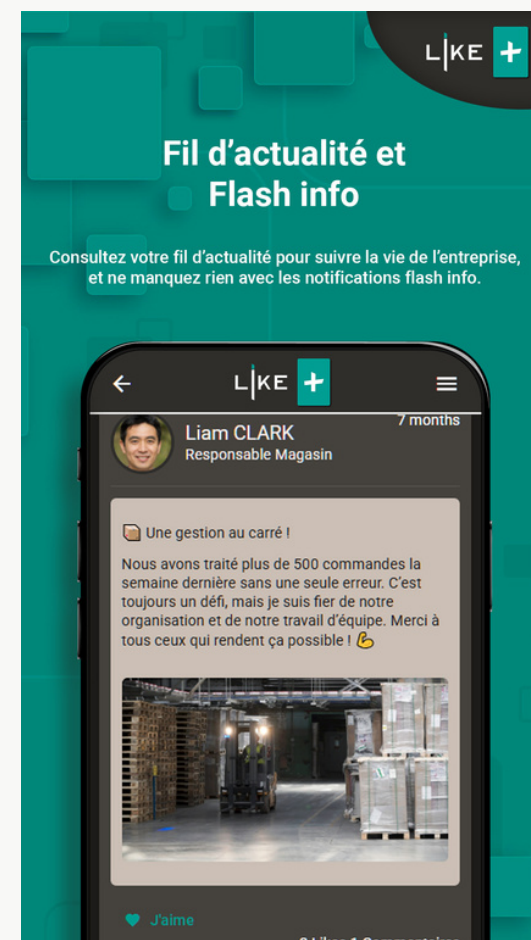 LIKE +
Fil d’actualité et
Flash info
Consultez votre fil d’actualité pour suivre la vie de l’entreprise,
et ne manquez rien avec les notifications flash info.
LIKE +
7 months
Liam CLARK
Responsable Magasin
Une gestion au carré !
Nous avons traité plus de 500 commandes la
semaine dernière sans une seule erreur. C’est
toujours un défi, mais je suis fier de notre
organisation et de notre travail d’équipe. Merci à
tous ceux qui rendent ça possible ! 💪
J'aime